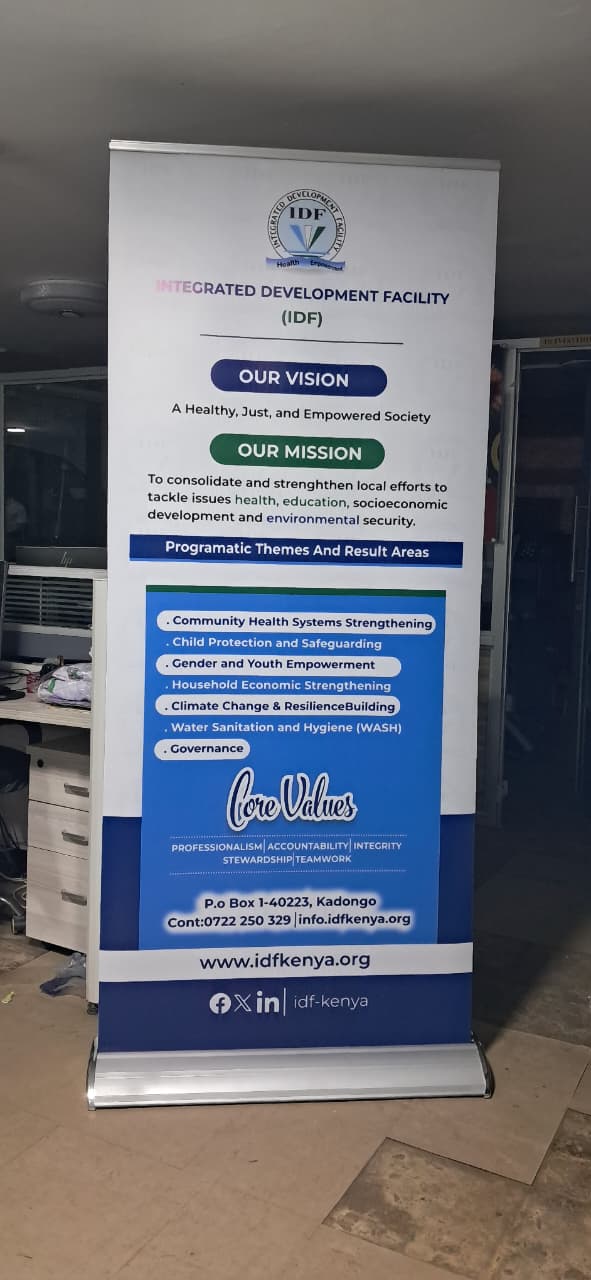 INTEGRATED DEVELOPMENT FACILITY
IDF
Health Empowerment
INTEGRATED DEVELOPMENT FACILITY
(IDF)
OUR VISION
A Healthy, Just, and Empowered Society
OUR MISSION
To consolidate and strenghthen local efforts to
tackle issues health, education, socioeconomic
development and environmental security.
Programatic Themes And Result Areas
. Community Health Systems Strengthening
. Child Protection and Safeguarding
. Gender and Youth Empowerment
. Household Economic Strengthening
. Climate Change & ResilienceBuilding
. Water Sanitation and Hygiene (WASH)
. Governance
Core Values
PROFESSIONALISM| ACCOUNTABILITY| INTEGRITY
STEWARDSHIP|TEAMWORK
P.o Box 1-40223, Kadongo
Cont:0722 250 329|info.idfkenya.org
www.idfkenya.org
idf-kenya
hp